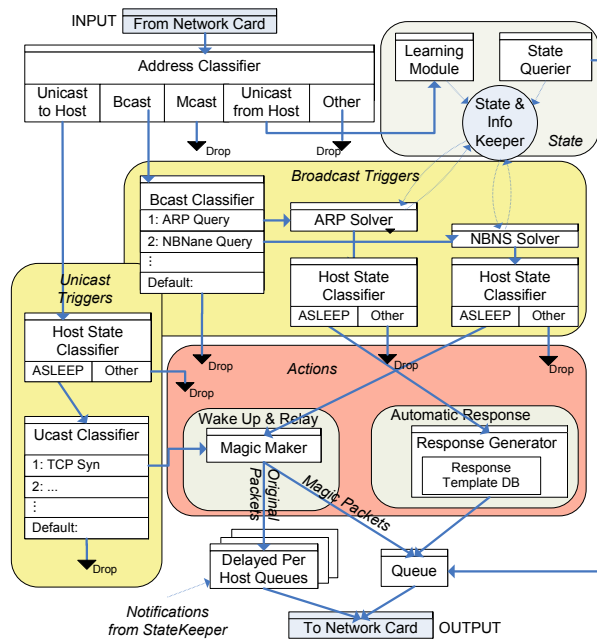 INPUT
From Network Card
Address Classifier
Unicast
to Host
Bcast
Mcast
Unicast
from Host
Other
Drop
Drop
Learning
Module
State
Querier
State &
Info
Keeper
State
Broadcast Triggers
Bcast Classifier
1: ARP Query
2: NBNane Query
⋮
Default:
ARP Solver
NBNS Solver
Host State
Classifier
ASLEEP
Other
Host State
Classifier
ASLEEP
Other
Drop
Drop
Drop
Unicast
Triggers
Host State
Classifier
ASLEEP
Other
Drop
Ucast Classifier
1: TCP Syn
2: ...
⋮
Default:
Drop
Actions
Wake Up & Relay
Magic Maker
Automatic Response
Response Generator
Response
Template DB
Original
Packets
Magic Packets
Delayed Per
Host Queues
Queue
Notifications
from StateKeeper
To Network Card
OUTPUT